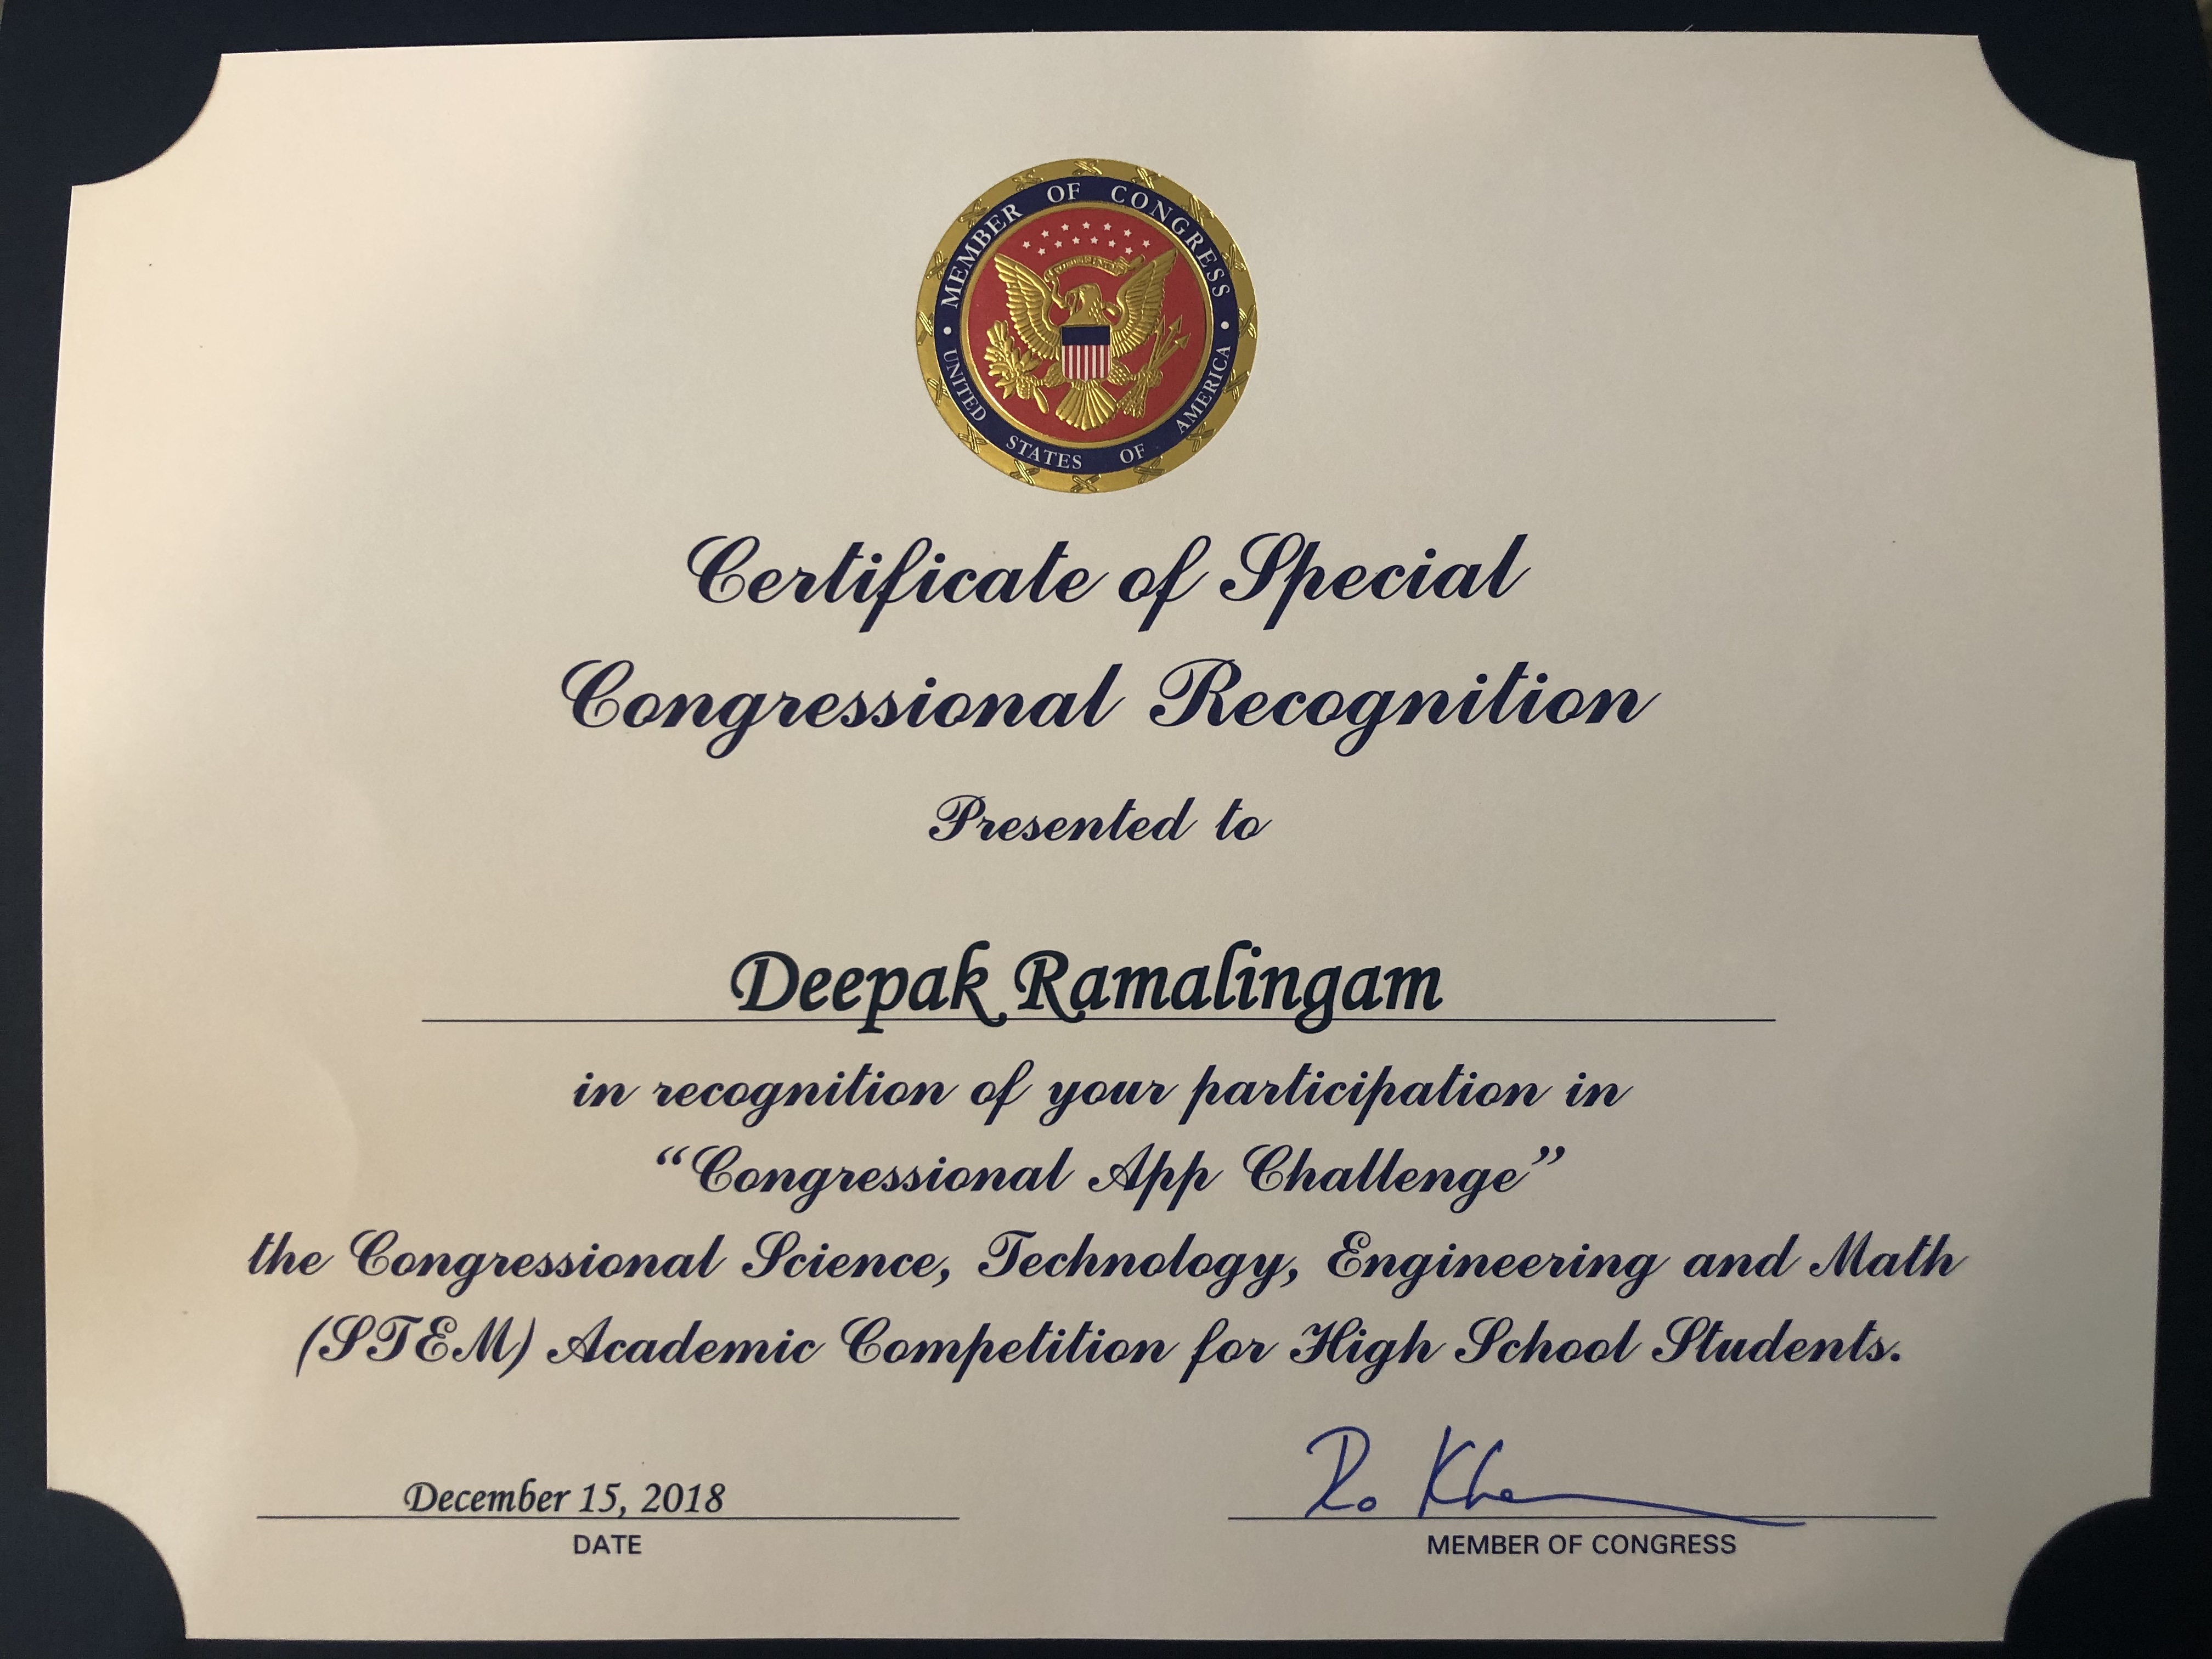 MEMBER OF CONGRESS
UNITED STATES OF AMERICA
Certificate of Special
Congressional Recognition
Presented to
Deepak Ramalingam
in recognition of your participation in
“Congressional App Challenge”
the Congressional Science, Technology, Engineering and Math
(STEM) Academic Competition for High School Students.
December 15, 2018
DATE
Ro Khanna
MEMBER OF CONGRESS